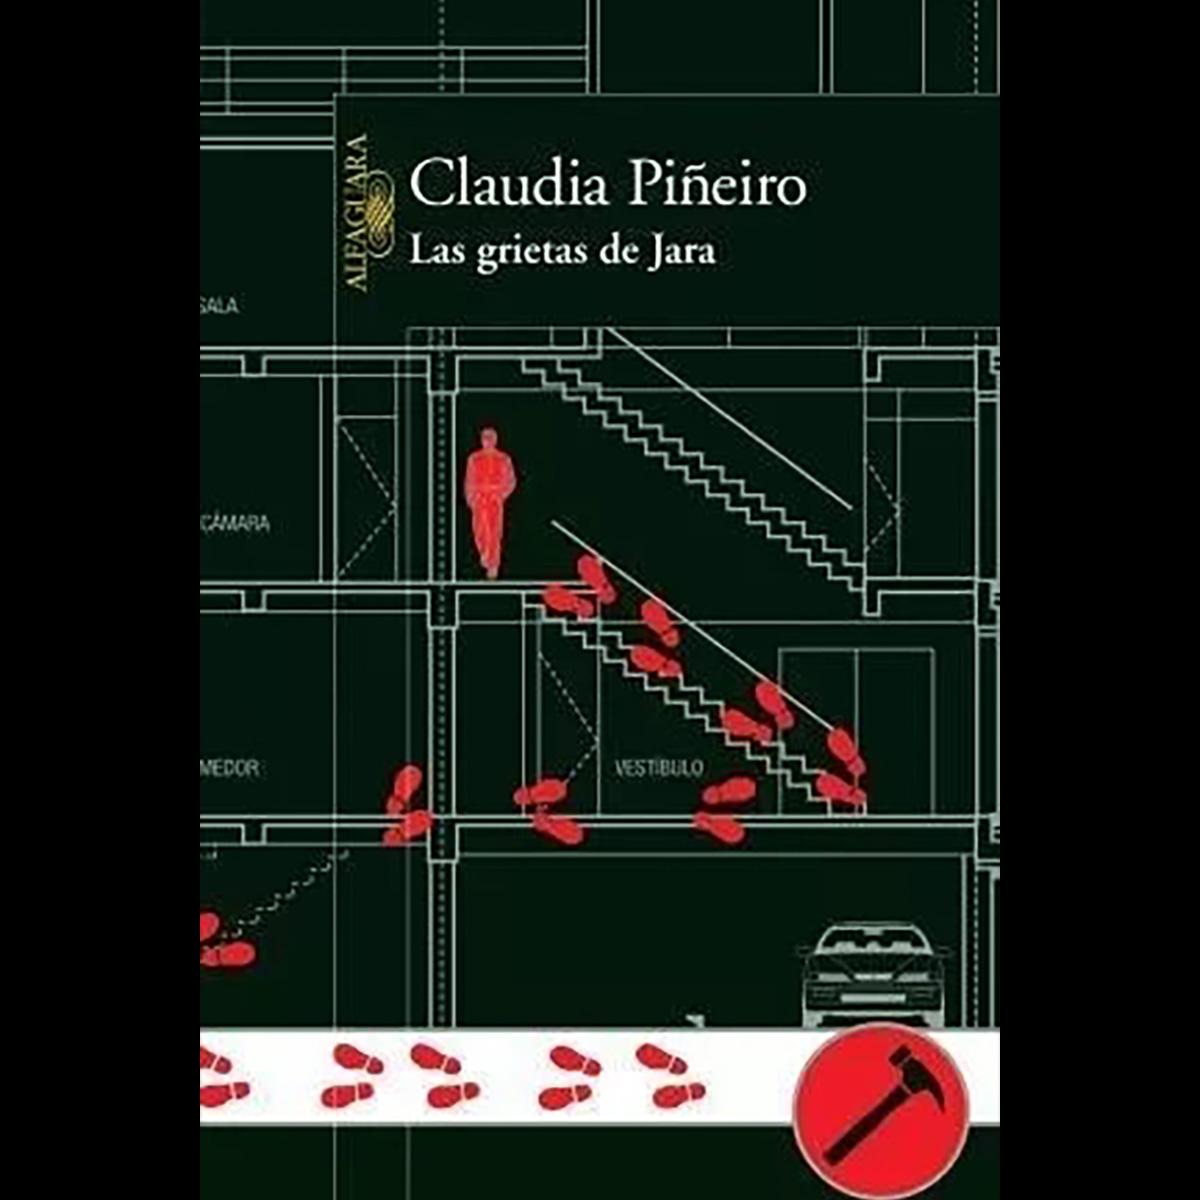 ALFAGUARA
Claudia Piñeiro
Las grietas de Jara
SALA
CÁMARA
MEDOR
VESTÍBULO